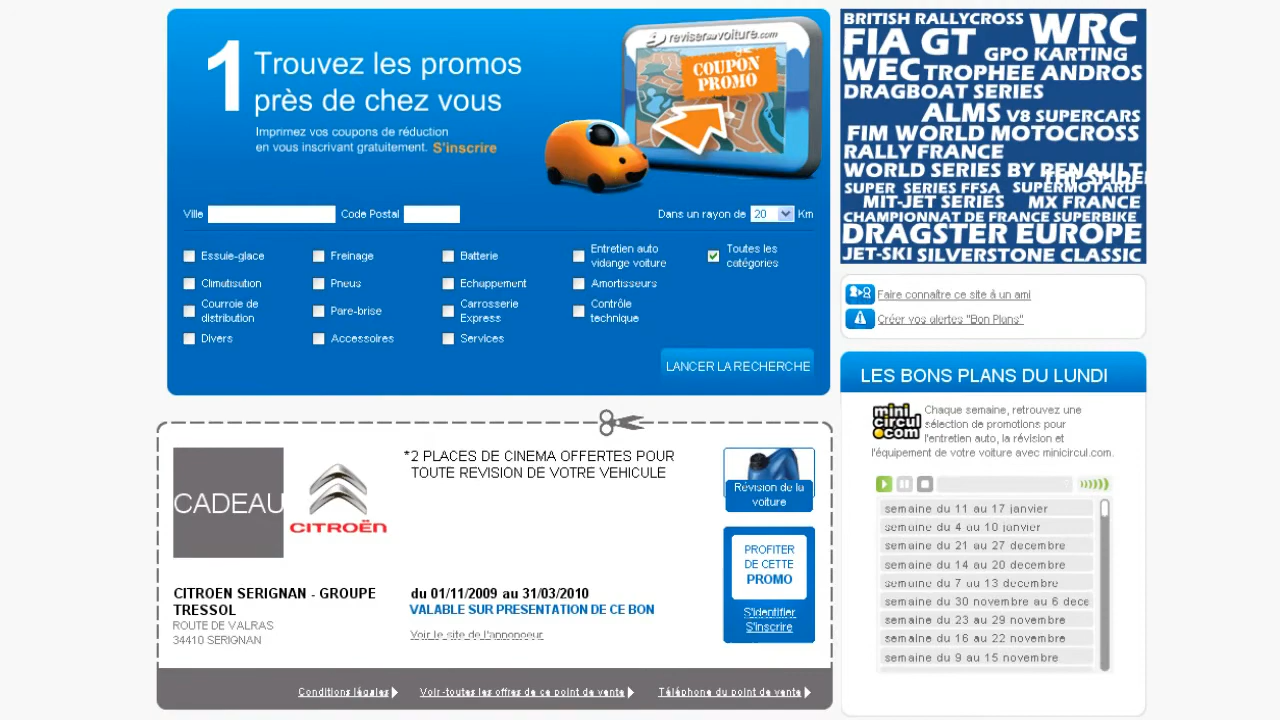 1 Trouvez les promos
près de chez vous
Imprimez vos coupons de réduction
en vous inscrivant gratuitement. S'inscrire
reviser voiture.com
COUPON
PROMO
Ville
Code Postal
Dans un rayon de 20 Km
Essuie-glace
Freinage
Batterie
Entretien auto
vidange voiture
Toutes les
catégories
Climatisation
Pneus
Echappement
Amortisseurs
Courroie de
distribution
Pare-brise
Carrosserie
Express
Contrôle
technique
Divers
Accessoires
Services
LANCER LA RECHERCHE
BRITISH RALLYCROSS
WRC
FIA GT
GPO KARTING
WEC TROPHEE ANDROS
DRAGBOAT SERIES
ALMS V8 SUPERCARS
FIM WORLD MOTOCROSS
RALLY FRANCE
WORLD SERIES BY RENAULT
SUPER SERIES FFSA SUPERMOTARD
MIT-JET SERIES MX FRANCE
CHAMPIONNAT DE FRANCE SUPERBIKE
DRAGSTER EUROPE
JET-SKI SILVERSTONE CLASSIC
Faire connaître ce site à un ami
Créer vos alertes "Bon Plans"
LES BONS PLANS DU LUNDI
mini
circul
.com
Chaque semaine, retrouvez une
sélection de promotions pour
l'entretien auto, la révision et
l'équipement de votre voiture avec minicircul.com.
semaine du 11 au 17 janvier
semaine du 4 au 10 janvier
semaine du 21 au 27 decembre
semaine du 14 au 20 decembre
semaine du 7 au 13 decembre
semaine du 30 novembre au 6 dece
semaine du 23 au 29 novembre
semaine du 16 au 22 novembre
semaine du 9 au 15 novembre
CADEAU
CITROËN
*2 PLACES DE CINEMA OFFERTES POUR
TOUTE REVISION DE VOTRE VEHICULE
Révision de la
voiture
PROFITER
DE CETTE
PROMO
S'identifier
S'inscrire
CITROEN SERIGNAN - GROUPE
TRESSOL
ROUTE DE VALRAS
34410 SERIGNAN
du 01/11/2009 au 31/03/2010
VALABLE SUR PRESENTATION DE CE BON
Voir le site de l'annonceur
Conditions légales
Voir toutes les offres de ce point de vente
Téléphone du point de vente